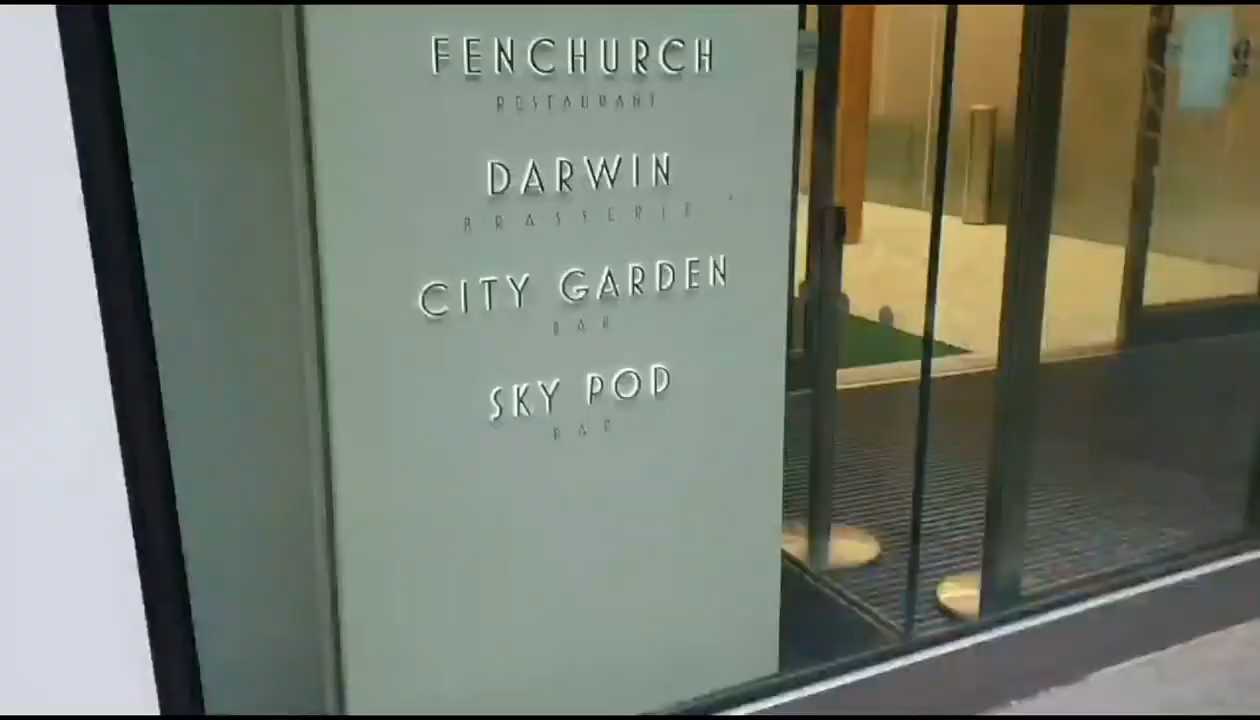 FENCHURCH
RESTAURANT
DARWIN
BRASSERIE
CITY GARDEN
BAR
SKY POD
BAR